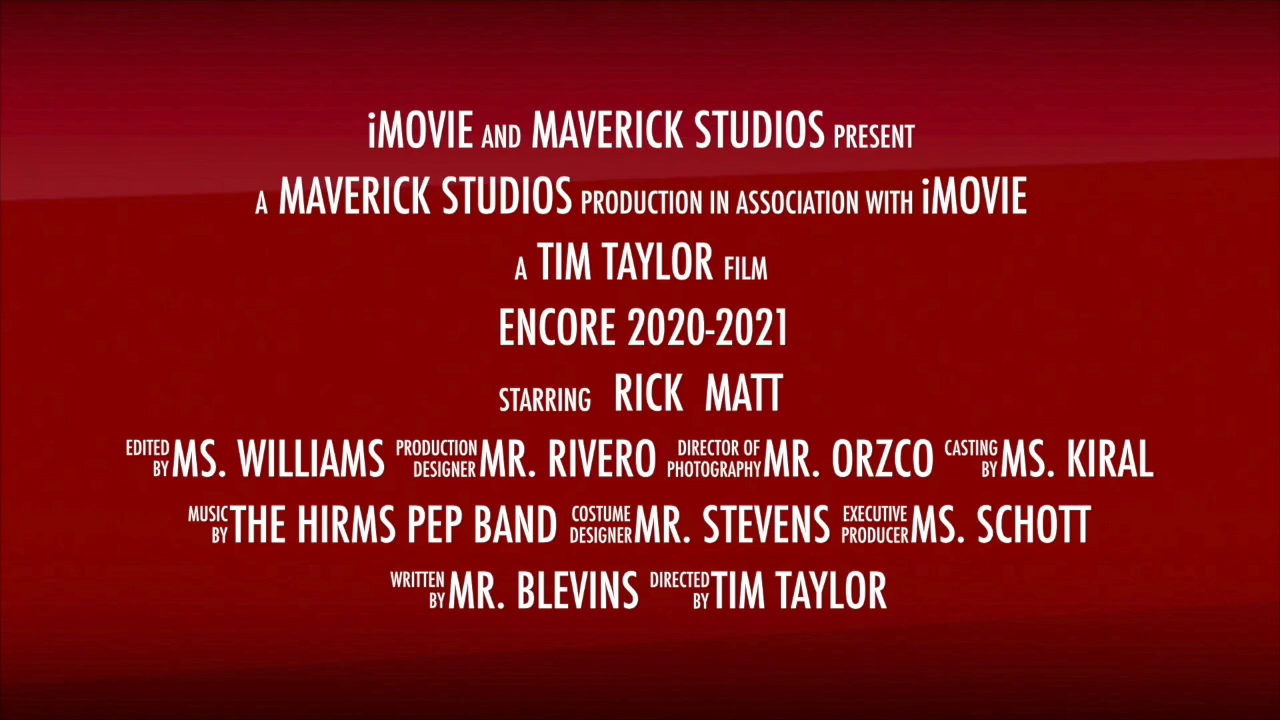 iMOVIE AND MAVERICK STUDIOS PRESENT
A MAVERICK STUDIOS PRODUCTION IN ASSOCIATION WITH iMOVIE
A TIM TAYLOR FILM
ENCORE 2020-2021
STARRING RICK MATT
EDITED BY MS. WILLIAMS PRODUCTION DESIGNER MR. RIVERO DIRECTOR OF PHOTOGRAPHY MR. ORZCO CASTING BY MS. KIRAL
MUSIC BY THE HIRMS PEP BAND COSTUME DESIGNER MR. STEVENS EXECUTIVE PRODUCER MS. SCHOTT
WRITTEN BY MR. BLEVINS DIRECTED BY TIM TAYLOR